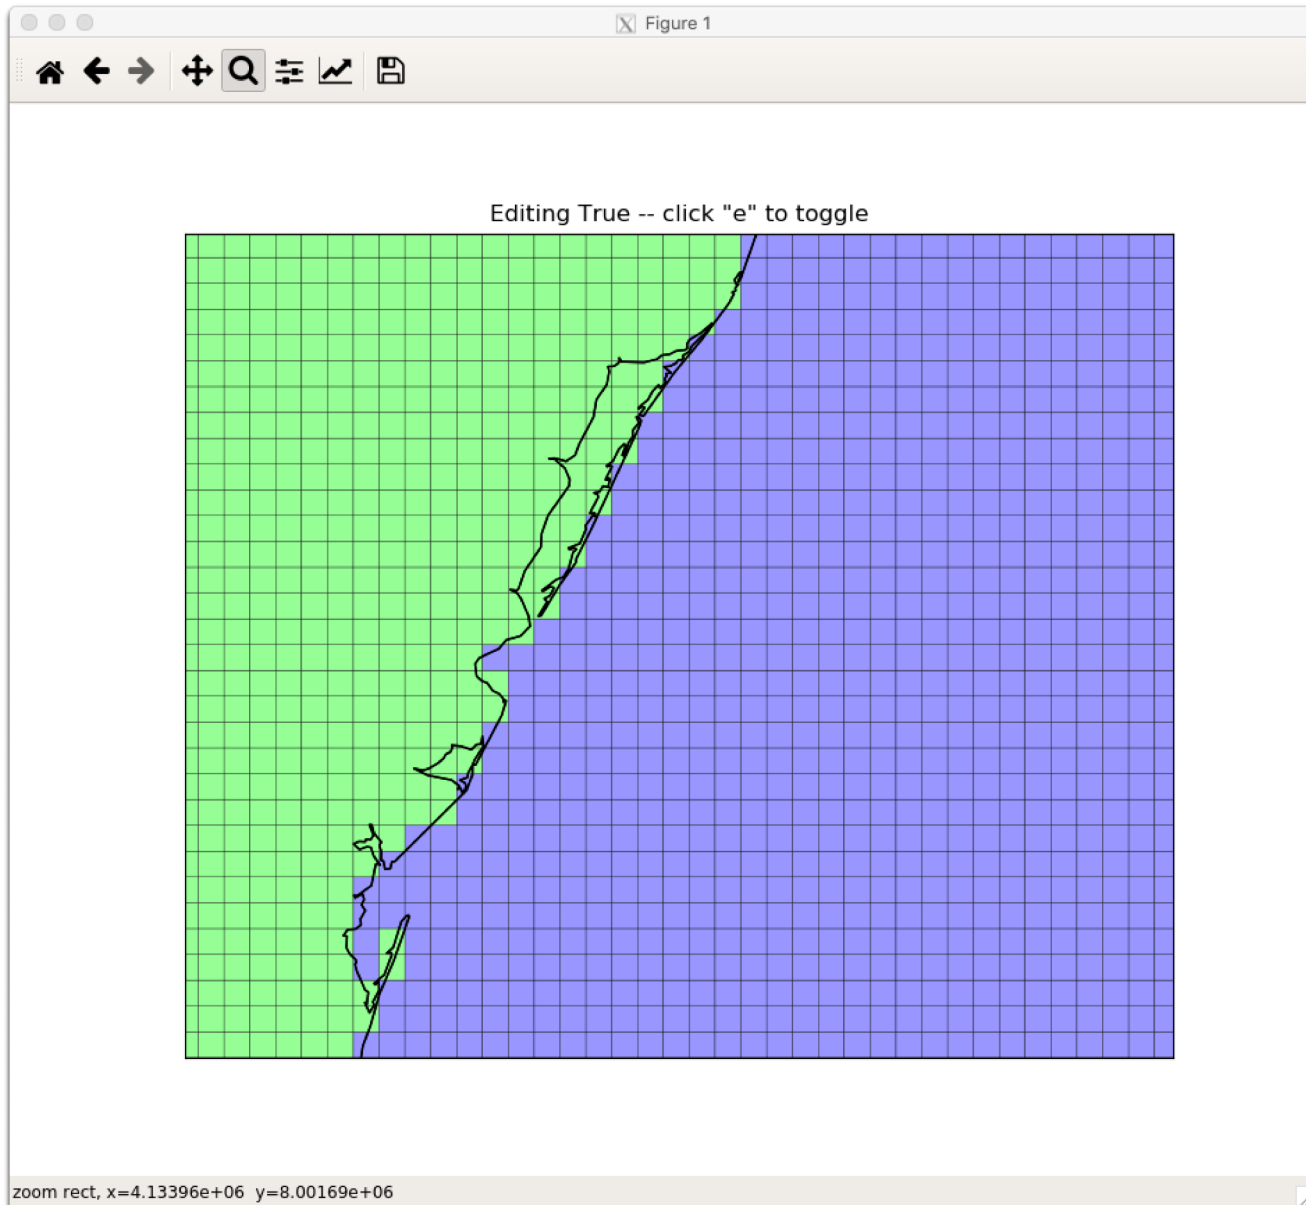 Figure 1
Editing True -- click "e" to toggle
zoom rect, x=4.13396e+06 y=8.00169e+06